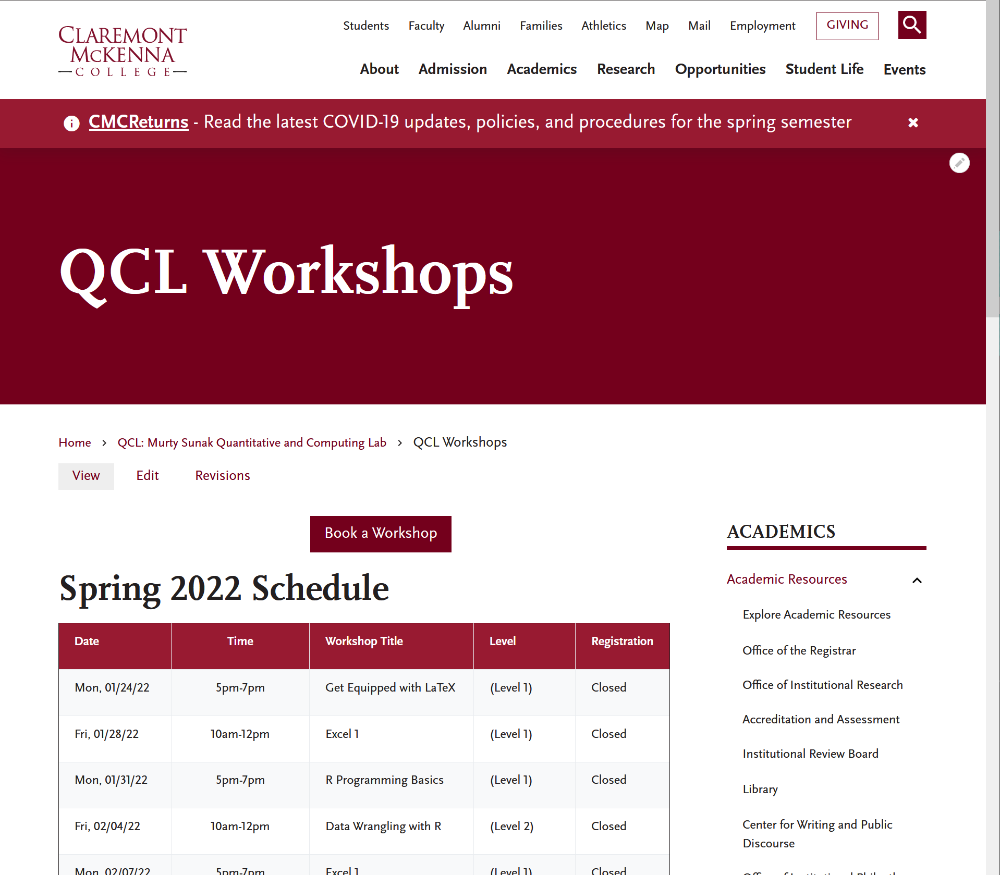 CLAREMONT
MCKENNA
COLLEGE
Students Faculty Alumni Families Athletics Map Mail Employment GIVING
About Admission Academics Research Opportunities Student Life Events
CMCReturns - Read the latest COVID-19 updates, policies, and procedures for the spring semester
QCL Workshops
Home › QCL: Murty Sunak Quantitative and Computing Lab › QCL Workshops
View Edit Revisions
Book a Workshop
Spring 2022 Schedule
Date Time Workshop Title Level Registration
Mon, 01/24/22 5pm-7pm Get Equipped with LaTeX (Level 1) Closed
Fri, 01/28/22 10am-12pm Excel 1 (Level 1) Closed
Mon, 01/31/22 5pm-7pm R Programming Basics (Level 1) Closed
Fri, 02/04/22 10am-12pm Data Wrangling with R (Level 2) Closed
Mon, 02/07/22 5pm-7pm Excel 1 (Level 1) Closed
ACADEMICS
Academic Resources
Explore Academic Resources
Office of the Registrar
Office of Institutional Research
Accreditation and Assessment
Institutional Review Board
Library
Center for Writing and Public
Discourse